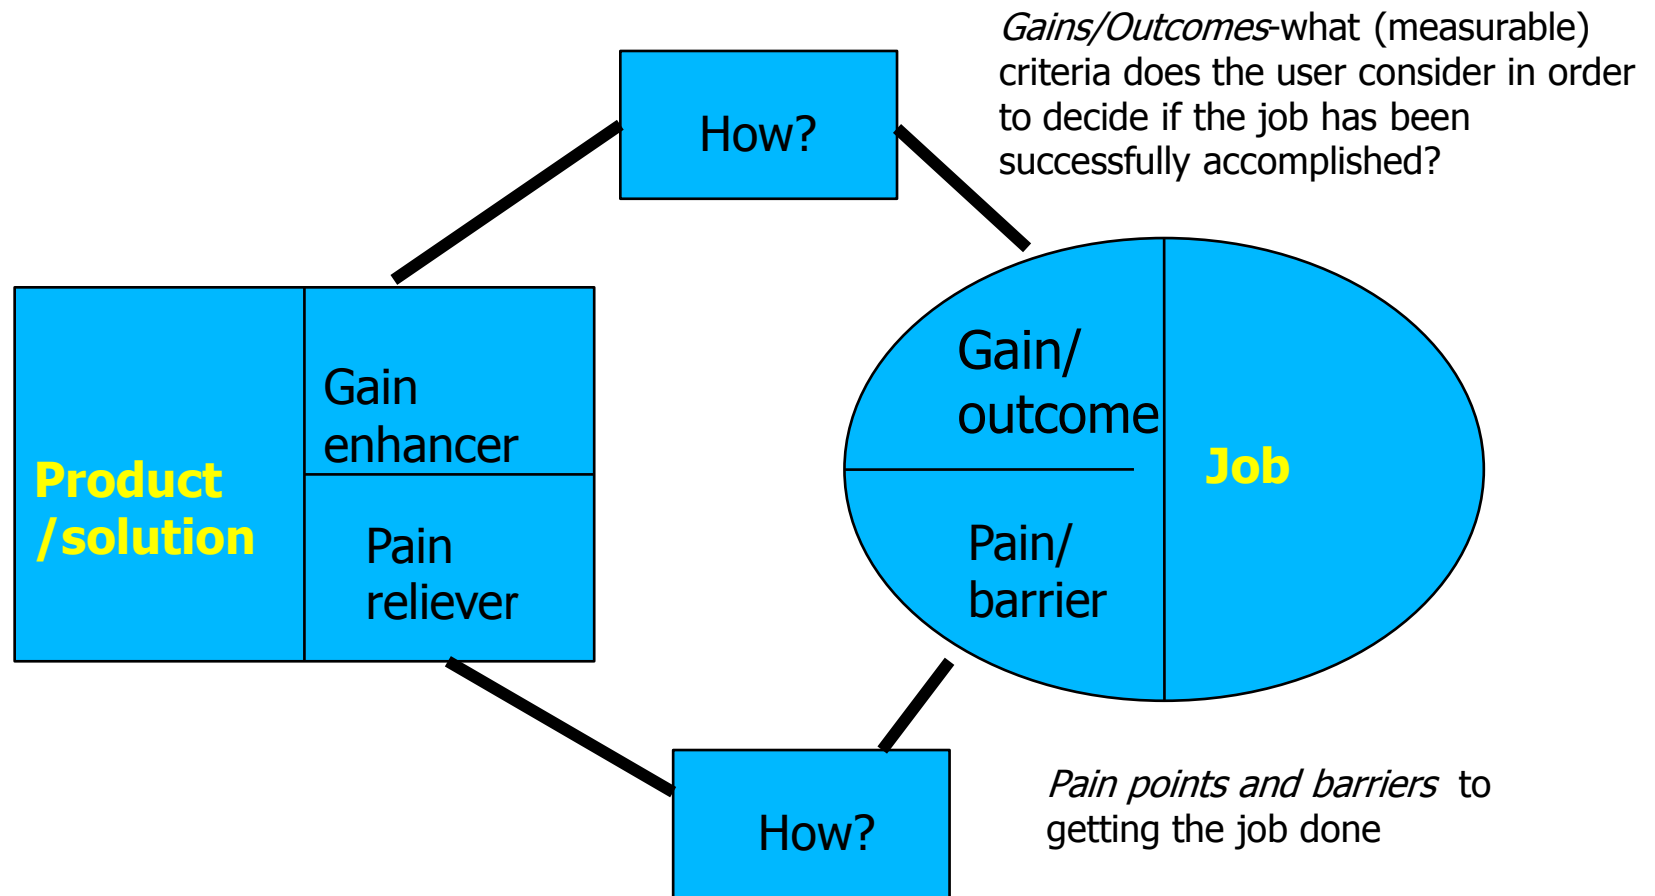 Gains/Outcomes-what (measurable)
criteria does the user consider in order
to decide if the job has been
successfully accomplished?
How?
Gain/
outcome
Gain
enhancer
Job
Product
/solution
Pain
reliever
Pain/
barrier
Pain points and barriers to
getting the job done
How?